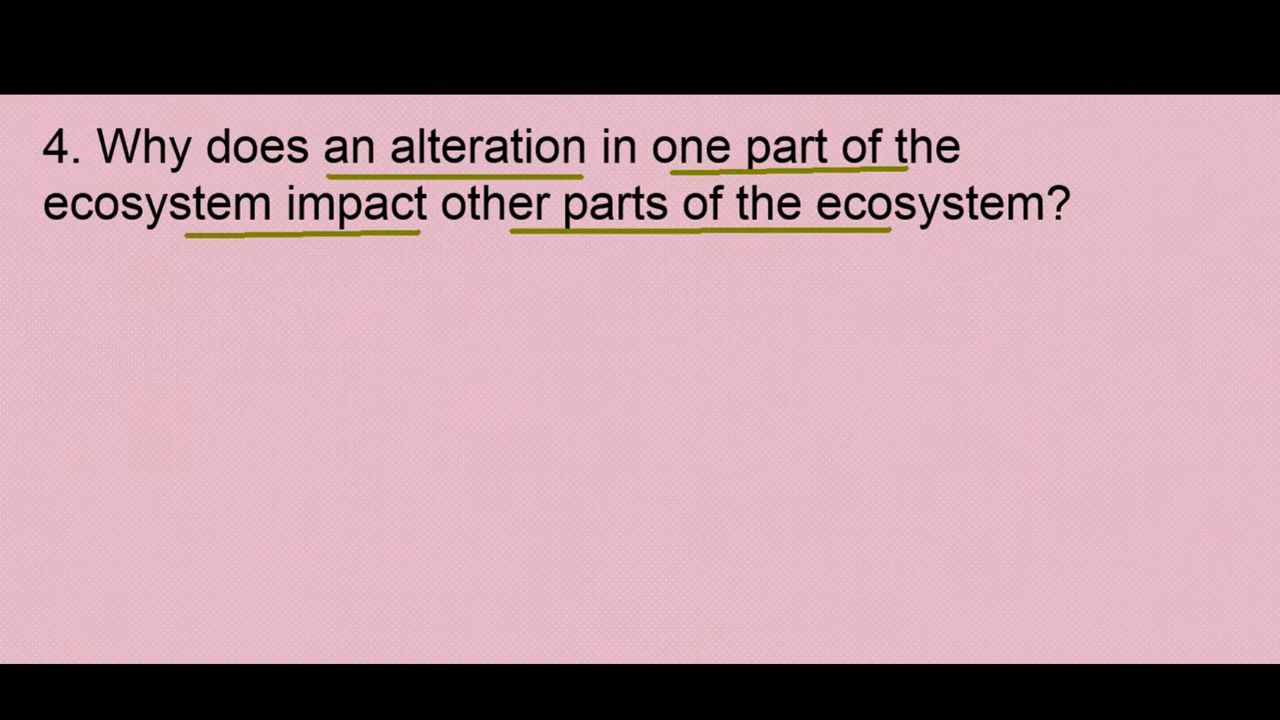 4. Why does an alteration in one part of the
ecosystem impact other parts of the ecosystem?